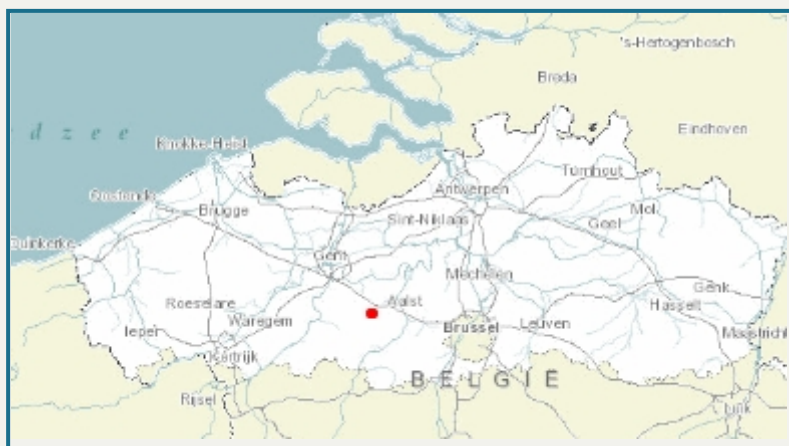 's-Hertogenbosch
Breda
Eindhoven
d z e e
Knokke-Heist
Turnhout
Antwerpen
Oostende
Brugge
Sint-Niklaas
Geel
Mol
Duinkerke
Gent
Mechelen
Genk
Roeselare
Aalst
Hasselt
Waregem
Ieper
Brussel
Leuven
Maastricht
Kortrijk
BELGIË
Rijsel
Luik